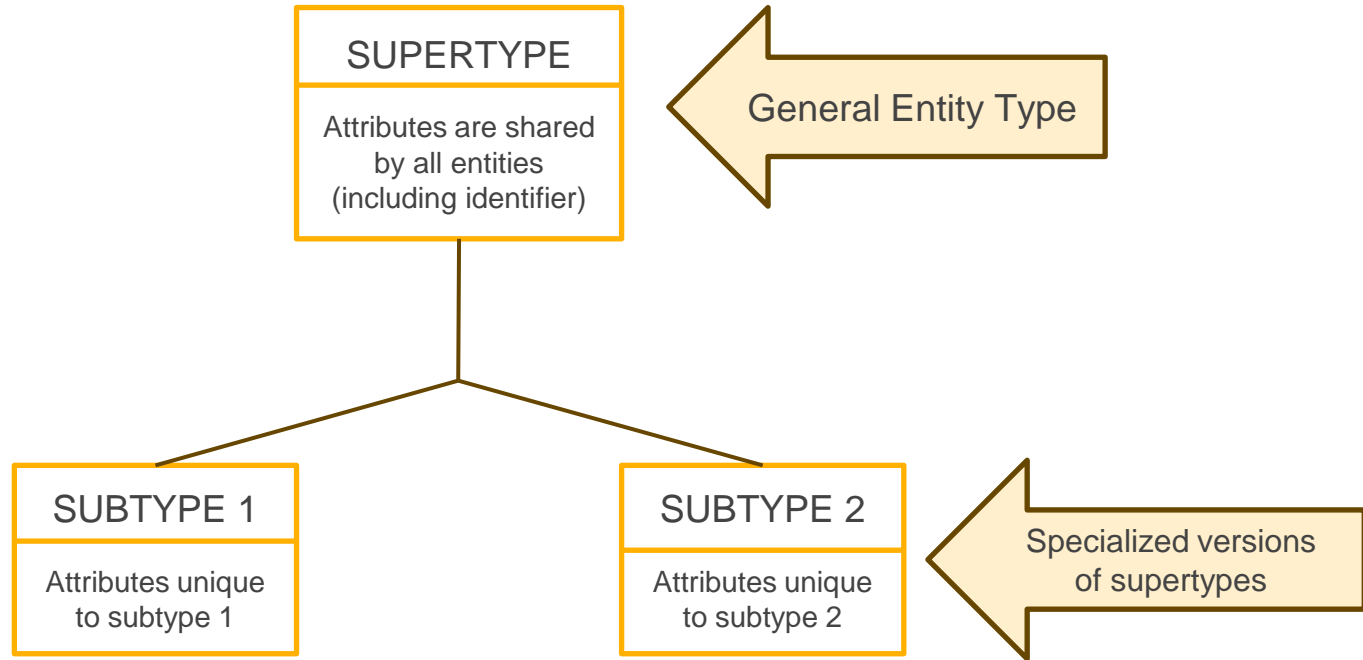 SUPERTYPE
Attributes are shared
by all entities
(including identifier)
General Entity Type
SUBTYPE 1
Attributes unique
to subtype 1
SUBTYPE 2
Attributes unique
to subtype 2
Specialized versions
of supertypes